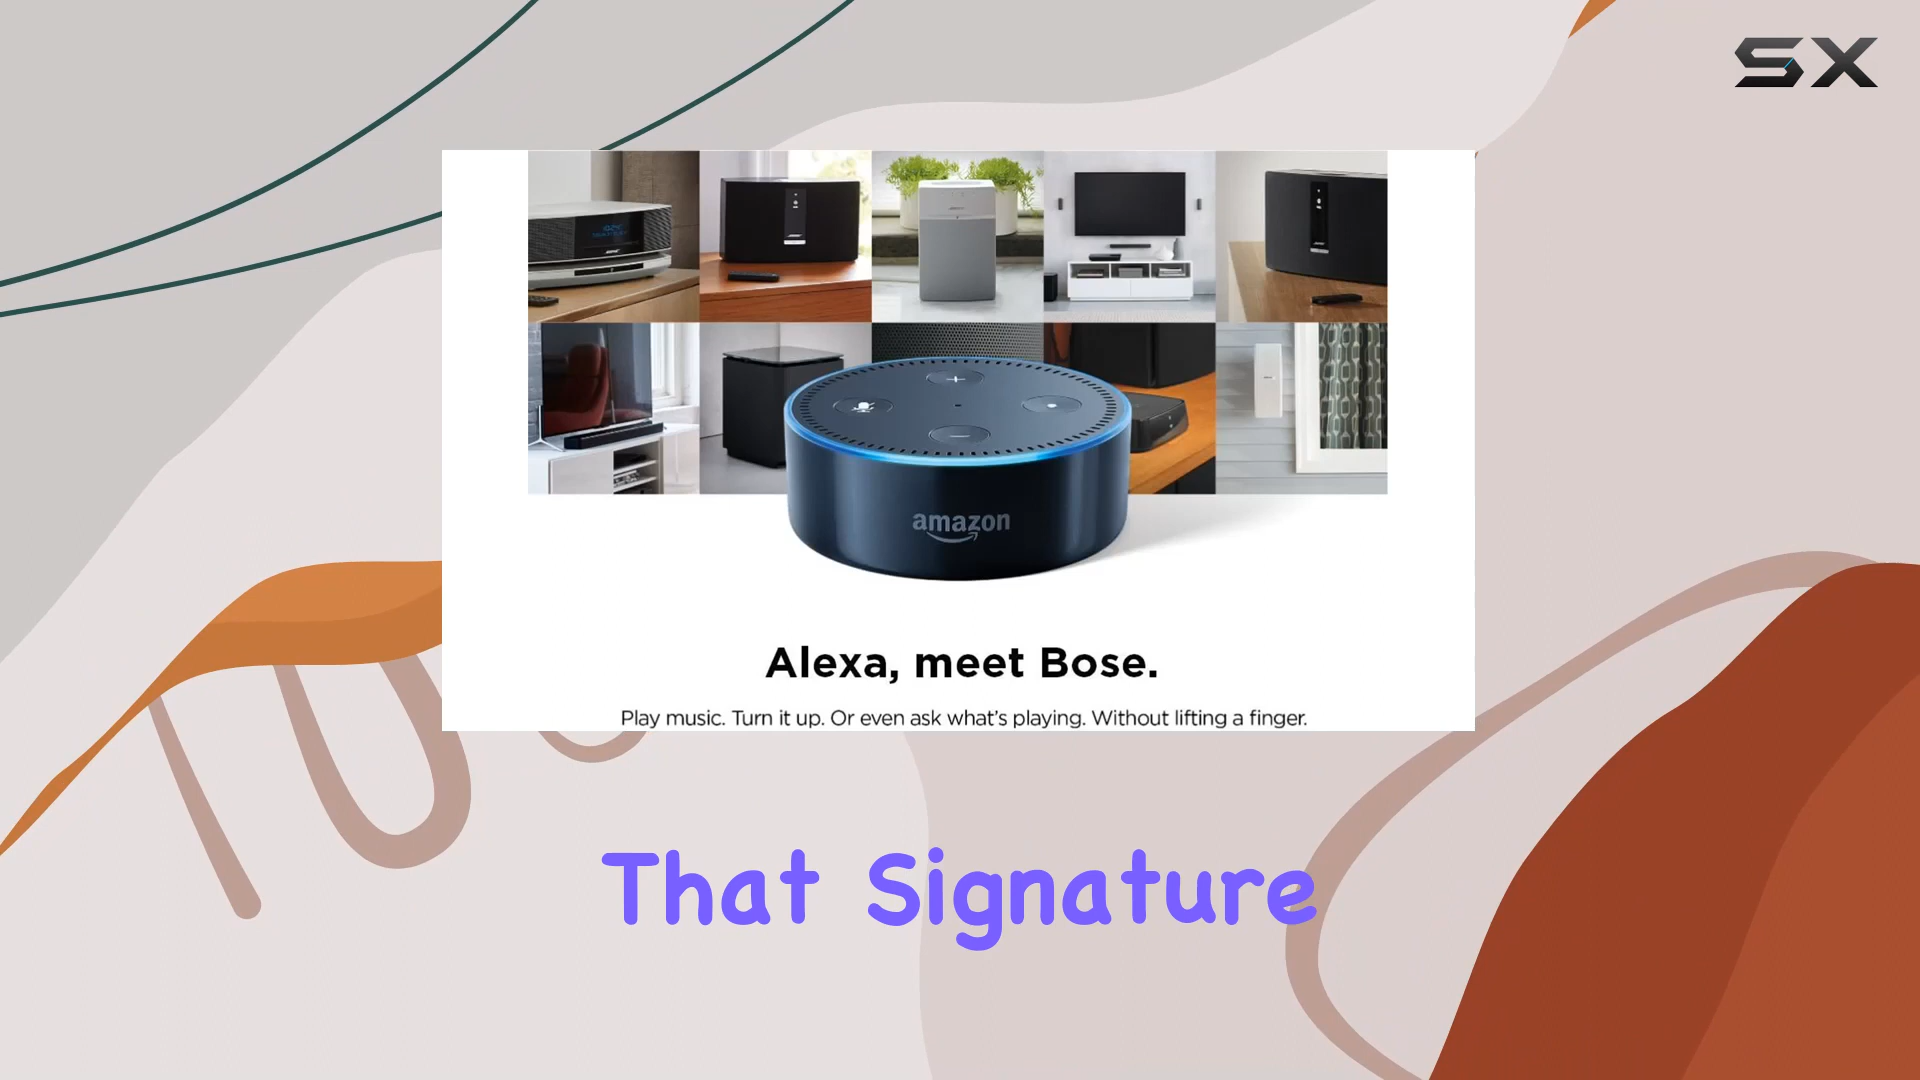 SX
amazon
Alexa, meet Bose.
Play music. Turn it up. Or even ask what's playing. Without lifting a finger.
That Signature